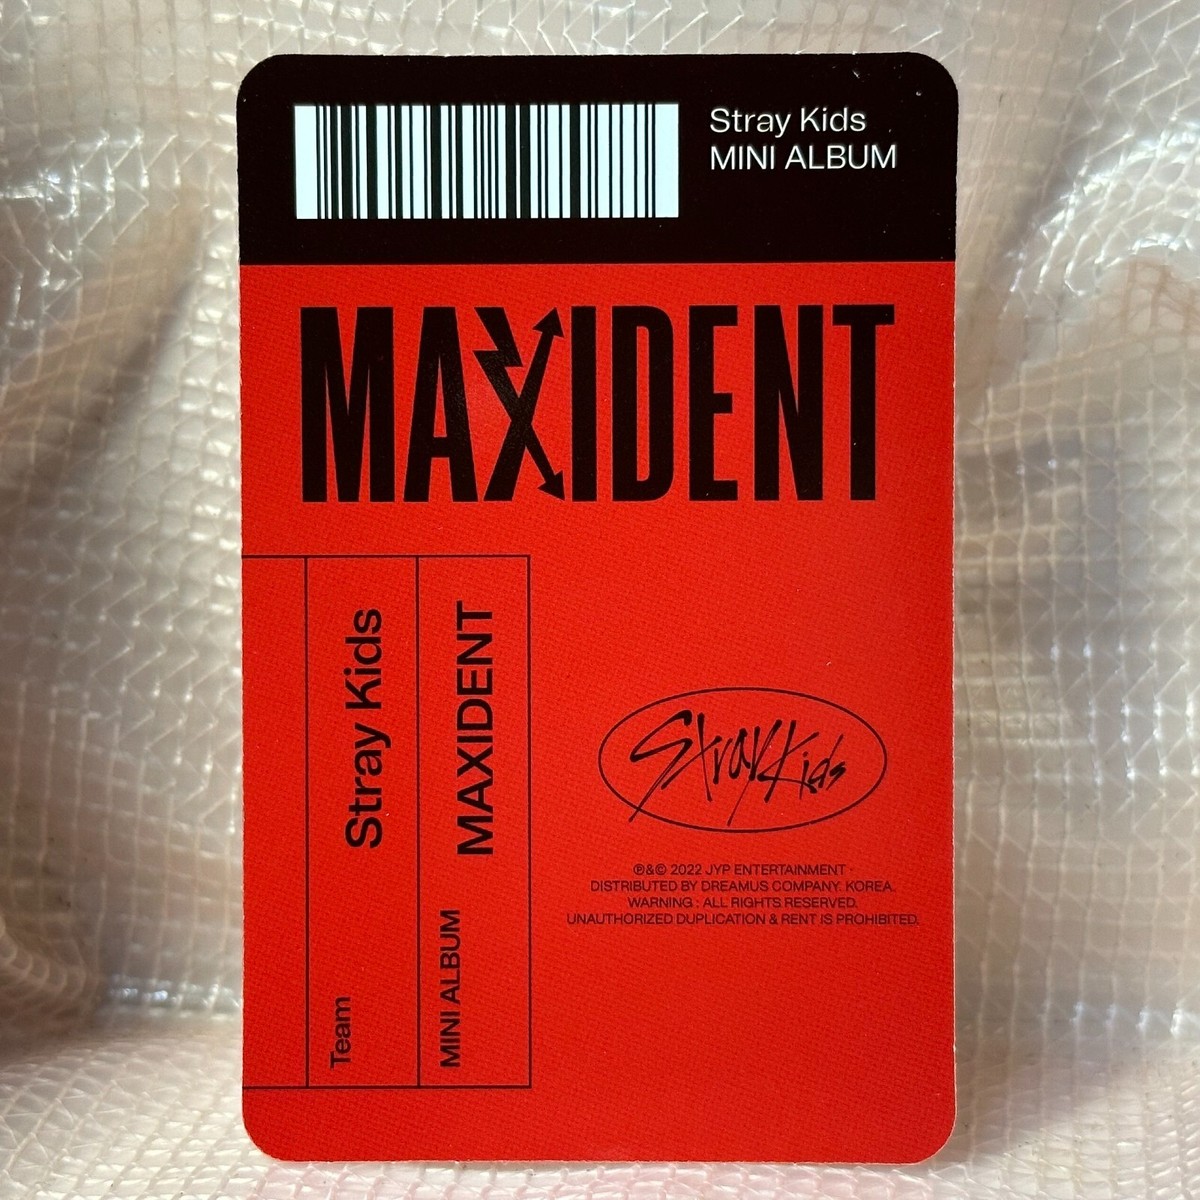 Stray Kids
MINI ALBUM
MAXIDENT
Team Stray Kids
MINI ALBUM MAXIDENT
Stray Kids
℗&© 2022 JYP ENTERTAINMENT ·
DISTRIBUTED BY DREAMUS COMPANY. KOREA.
WARNING : ALL RIGHTS RESERVED.
UNAUTHORIZED DUPLICATION & RENT IS PROHIBITED.